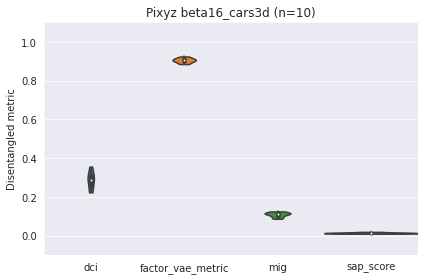 Pixyz beta16_cars3d (n=10)
Disentangled metric
1.0
0.8
0.6
0.4
0.2
0.0
dci factor_vae_metric mig sap_score